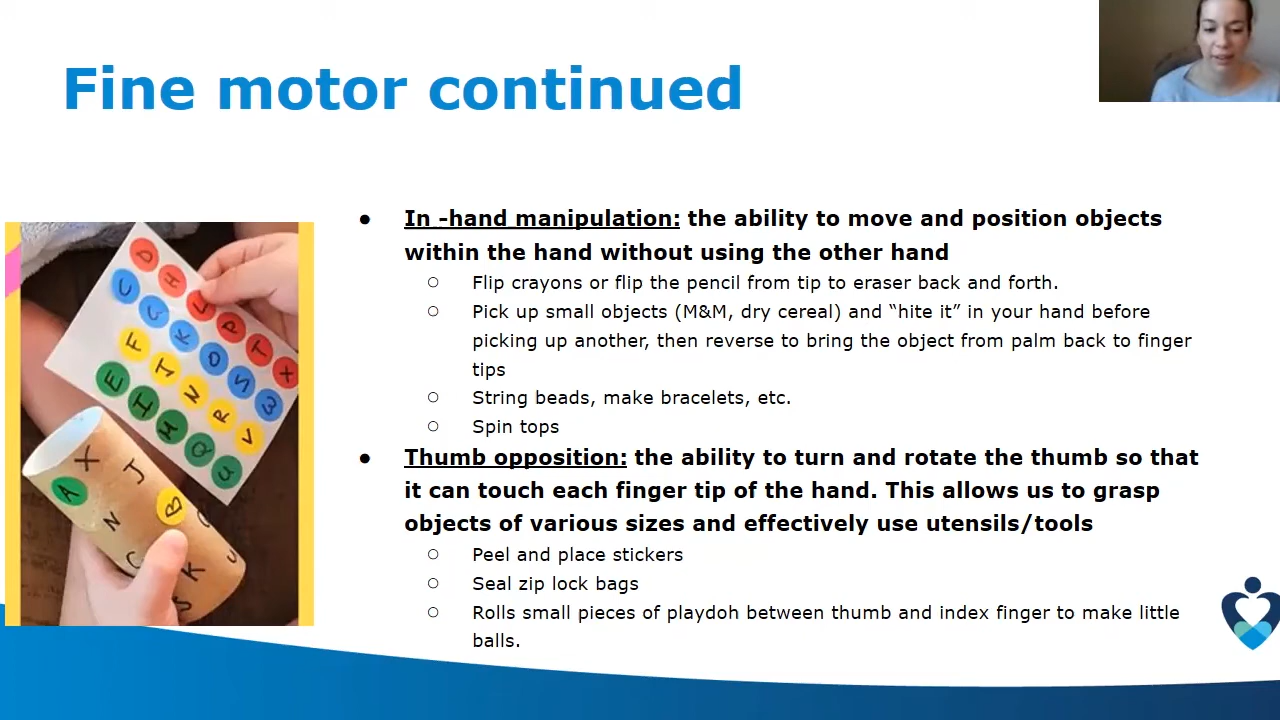 Fine motor continued
● In -hand manipulation: the ability to move and position objects
within the hand without using the other hand
○ Flip crayons or flip the pencil from tip to eraser back and forth.
○ Pick up small objects (M&M, dry cereal) and “hite it” in your hand before
picking up another, then reverse to bring the object from palm back to finger
tips
○ String beads, make bracelets, etc.
○ Spin tops
● Thumb opposition: the ability to turn and rotate the thumb so that
it can touch each finger tip of the hand. This allows us to grasp
objects of various sizes and effectively use utensils/tools
○ Peel and place stickers
○ Seal zip lock bags
○ Rolls small pieces of playdoh between thumb and index finger to make little
balls.
D H L P T X
C G K O S W
F J N R V
E I M Q U
X J
A B
N
C K